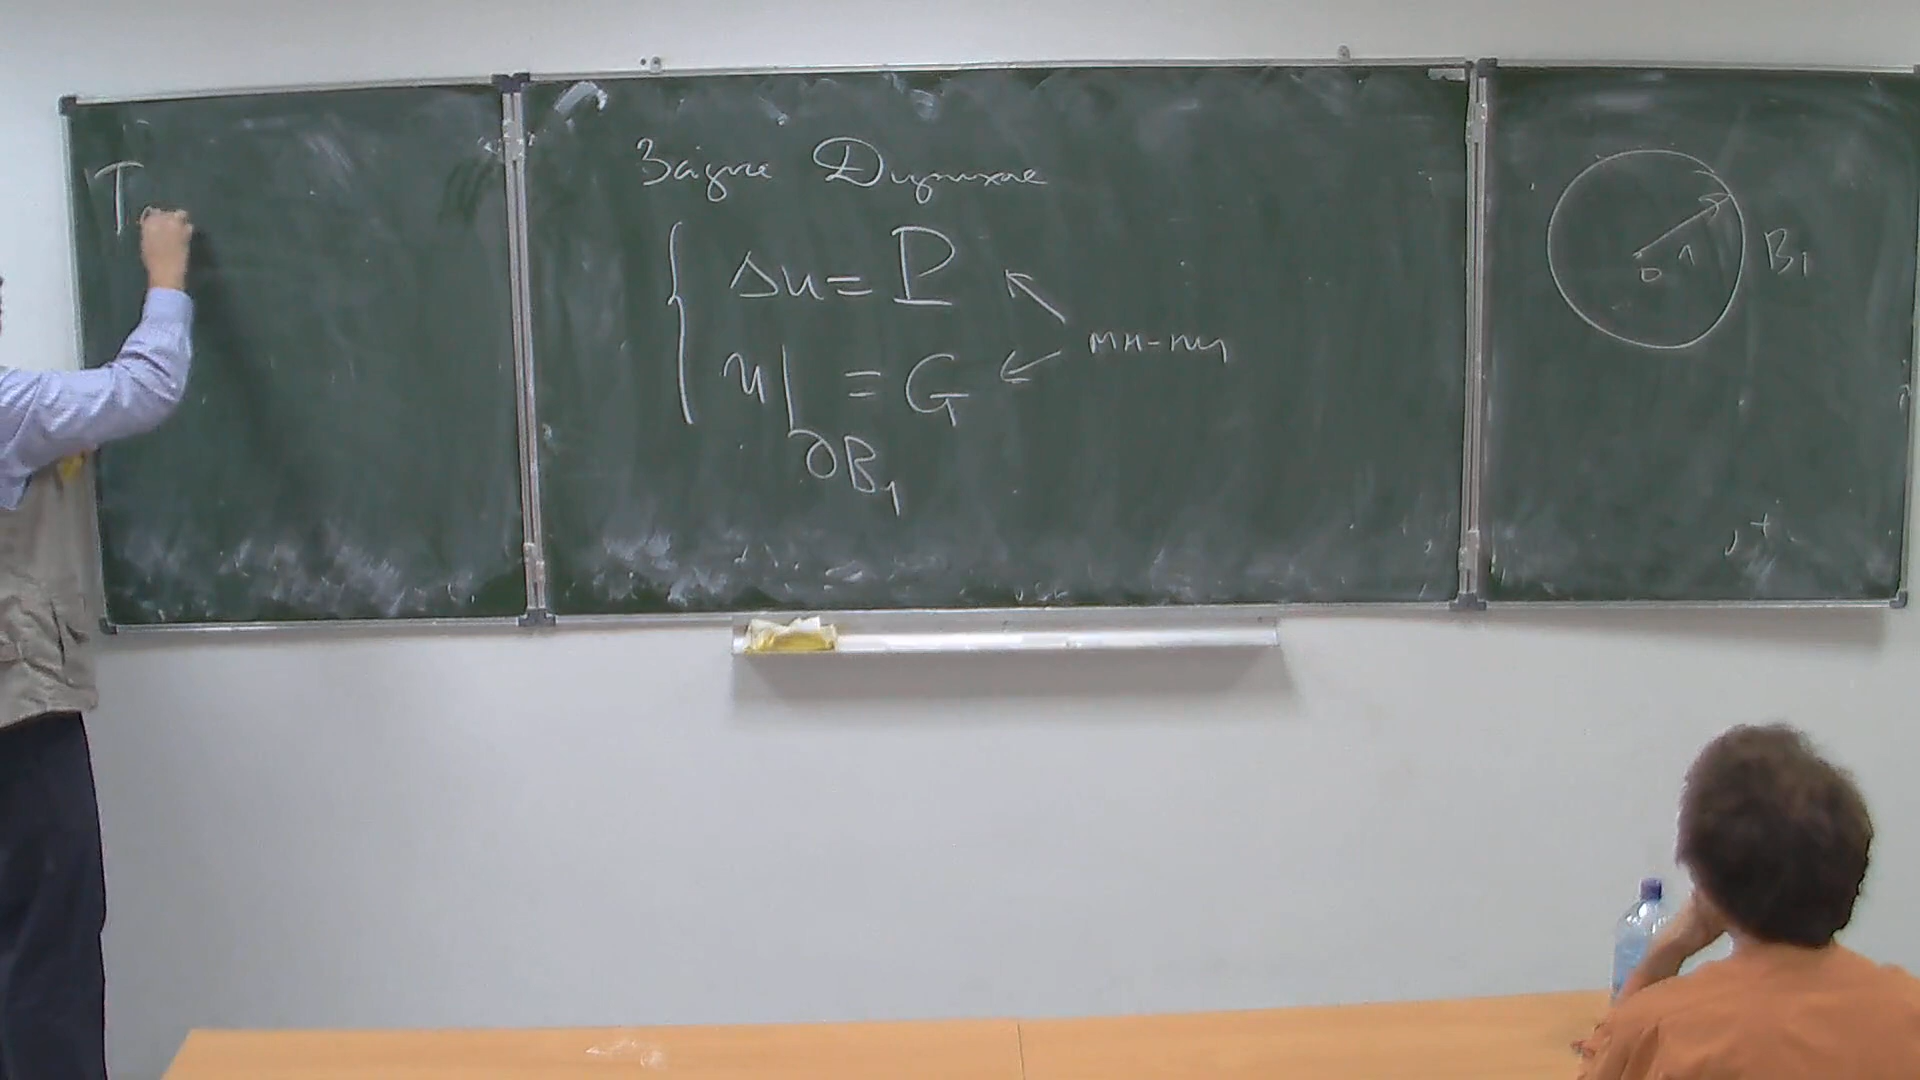 Т
Задача Дирихле
Δu = P
u| = G
∂B₁
мн-ны
0 1 B₁